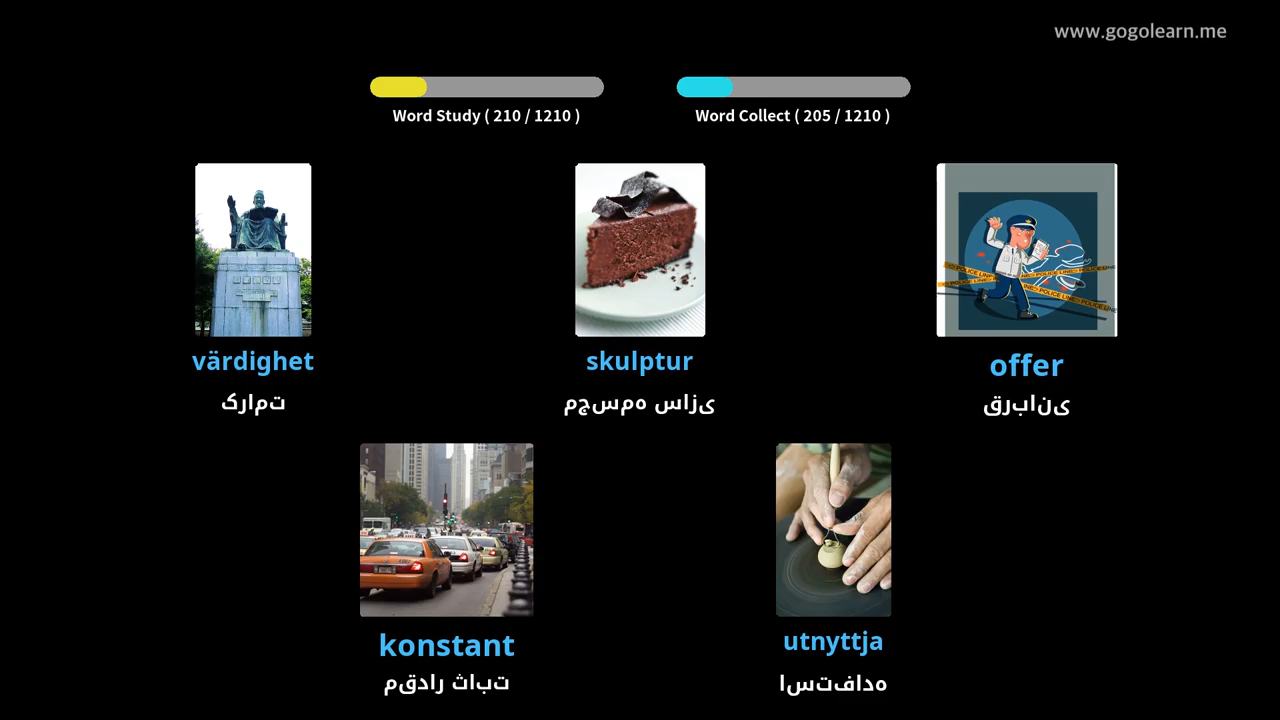 www.gogolearn.me
Word Study ( 210 / 1210 )
Word Collect ( 205 / 1210 )
värdighet
تمارک
skulptur
یزاس همسجم
offer
ینابرق
konstant
تباث رادقم
utnyttja
هدافتسا